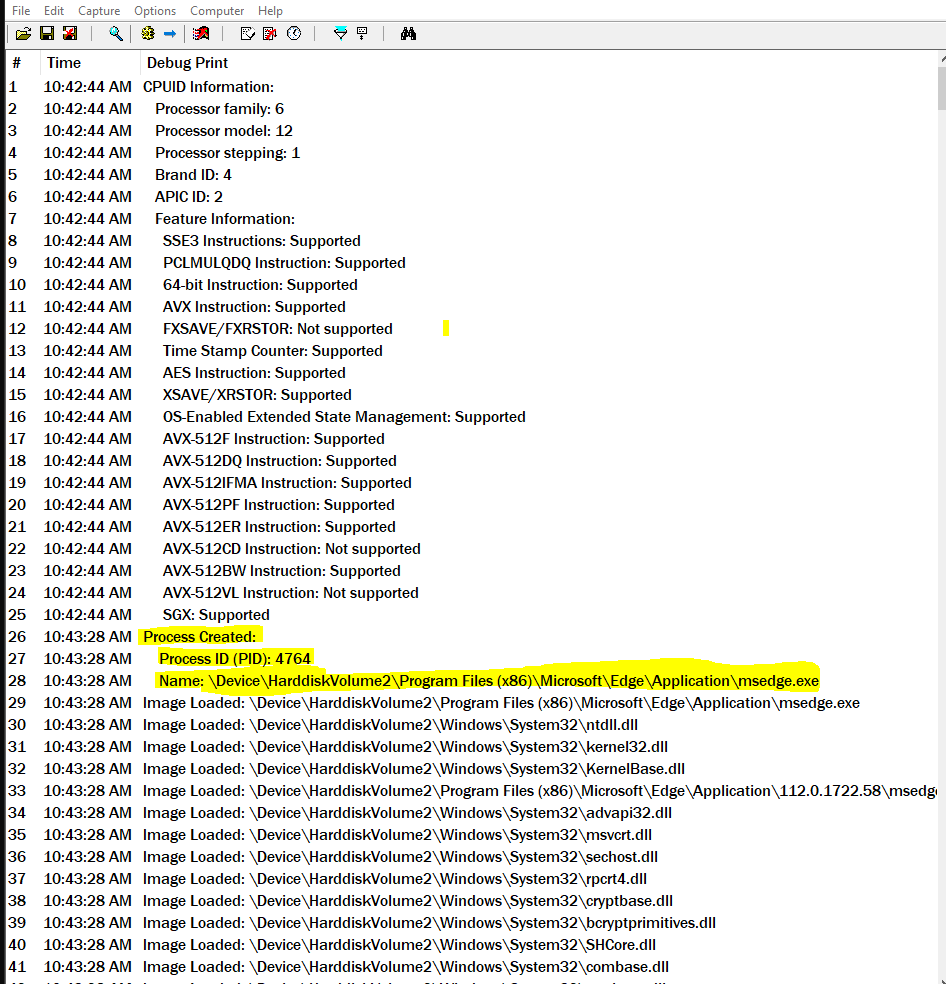 File Edit Capture Options Computer Help
# Time Debug Print
1 10:42:44 AM CPUID Information:
2 10:42:44 AM Processor family: 6
3 10:42:44 AM Processor model: 12
4 10:42:44 AM Processor stepping: 1
5 10:42:44 AM Brand ID: 4
6 10:42:44 AM APIC ID: 2
7 10:42:44 AM Feature Information:
8 10:42:44 AM SSE3 Instructions: Supported
9 10:42:44 AM PCLMULQDQ Instruction: Supported
10 10:42:44 AM 64-bit Instruction: Supported
11 10:42:44 AM AVX Instruction: Supported
12 10:42:44 AM FXSAVE/FXRSTOR: Not supported
13 10:42:44 AM Time Stamp Counter: Supported
14 10:42:44 AM AES Instruction: Supported
15 10:42:44 AM XSAVE/XRSTOR: Supported
16 10:42:44 AM OS-Enabled Extended State Management: Supported
17 10:42:44 AM AVX-512F Instruction: Supported
18 10:42:44 AM AVX-512DQ Instruction: Supported
19 10:42:44 AM AVX-512IFMA Instruction: Supported
20 10:42:44 AM AVX-512PF Instruction: Supported
21 10:42:44 AM AVX-512ER Instruction: Supported
22 10:42:44 AM AVX-512CD Instruction: Not supported
23 10:42:44 AM AVX-512BW Instruction: Supported
24 10:42:44 AM AVX-512VL Instruction: Not supported
25 10:42:44 AM SGX: Supported
26 10:43:28 AM Process Created:
27 10:43:28 AM Process ID (PID): 4764
28 10:43:28 AM Name: \Device\HarddiskVolume2\Program Files (x86)\Microsoft\Edge\Application\msedge.exe
29 10:43:28 AM Image Loaded: \Device\HarddiskVolume2\Program Files (x86)\Microsoft\Edge\Application\msedge.exe
30 10:43:28 AM Image Loaded: \Device\HarddiskVolume2\Windows\System32\ntdll.dll
31 10:43:28 AM Image Loaded: \Device\HarddiskVolume2\Windows\System32\kernel32.dll
32 10:43:28 AM Image Loaded: \Device\HarddiskVolume2\Windows\System32\KernelBase.dll
33 10:43:28 AM Image Loaded: \Device\HarddiskVolume2\Program Files (x86)\Microsoft\Edge\Application\112.0.1722.58\msedge
34 10:43:28 AM Image Loaded: \Device\HarddiskVolume2\Windows\System32\advapi32.dll
35 10:43:28 AM Image Loaded: \Device\HarddiskVolume2\Windows\System32\msvcrt.dll
36 10:43:28 AM Image Loaded: \Device\HarddiskVolume2\Windows\System32\sechost.dll
37 10:43:28 AM Image Loaded: \Device\HarddiskVolume2\Windows\System32\rpcrt4.dll
38 10:43:28 AM Image Loaded: \Device\HarddiskVolume2\Windows\System32\cryptbase.dll
39 10:43:28 AM Image Loaded: \Device\HarddiskVolume2\Windows\System32\bcryptprimitives.dll
40 10:43:28 AM Image Loaded: \Device\HarddiskVolume2\Windows\System32\SHCore.dll
41 10:43:28 AM Image Loaded: \Device\HarddiskVolume2\Windows\System32\combase.dll